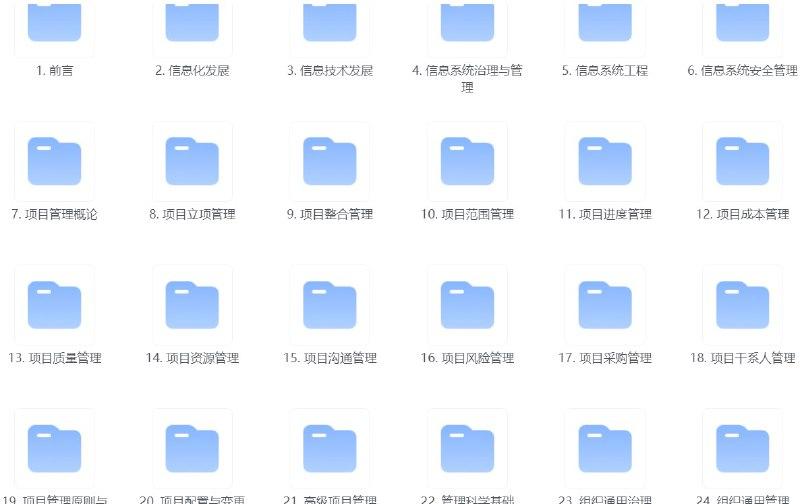 1. 前言
2. 信息化发展
3. 信息技术发展
4. 信息系统治理与管
理
5. 信息系统工程
6. 信息系统安全管理
7. 项目管理概论
8. 项目立项管理
9. 项目整合管理
10. 项目范围管理
11. 项目进度管理
12. 项目成本管理
13. 项目质量管理
14. 项目资源管理
15. 项目沟通管理
16. 项目风险管理
17. 项目采购管理
18. 项目干系人管理
19. 项目管理原则与
20. 项目配置与变更
21. 高级项目管理
22. 管理科学基础
23. 组织通用治理
24. 组织通用管理